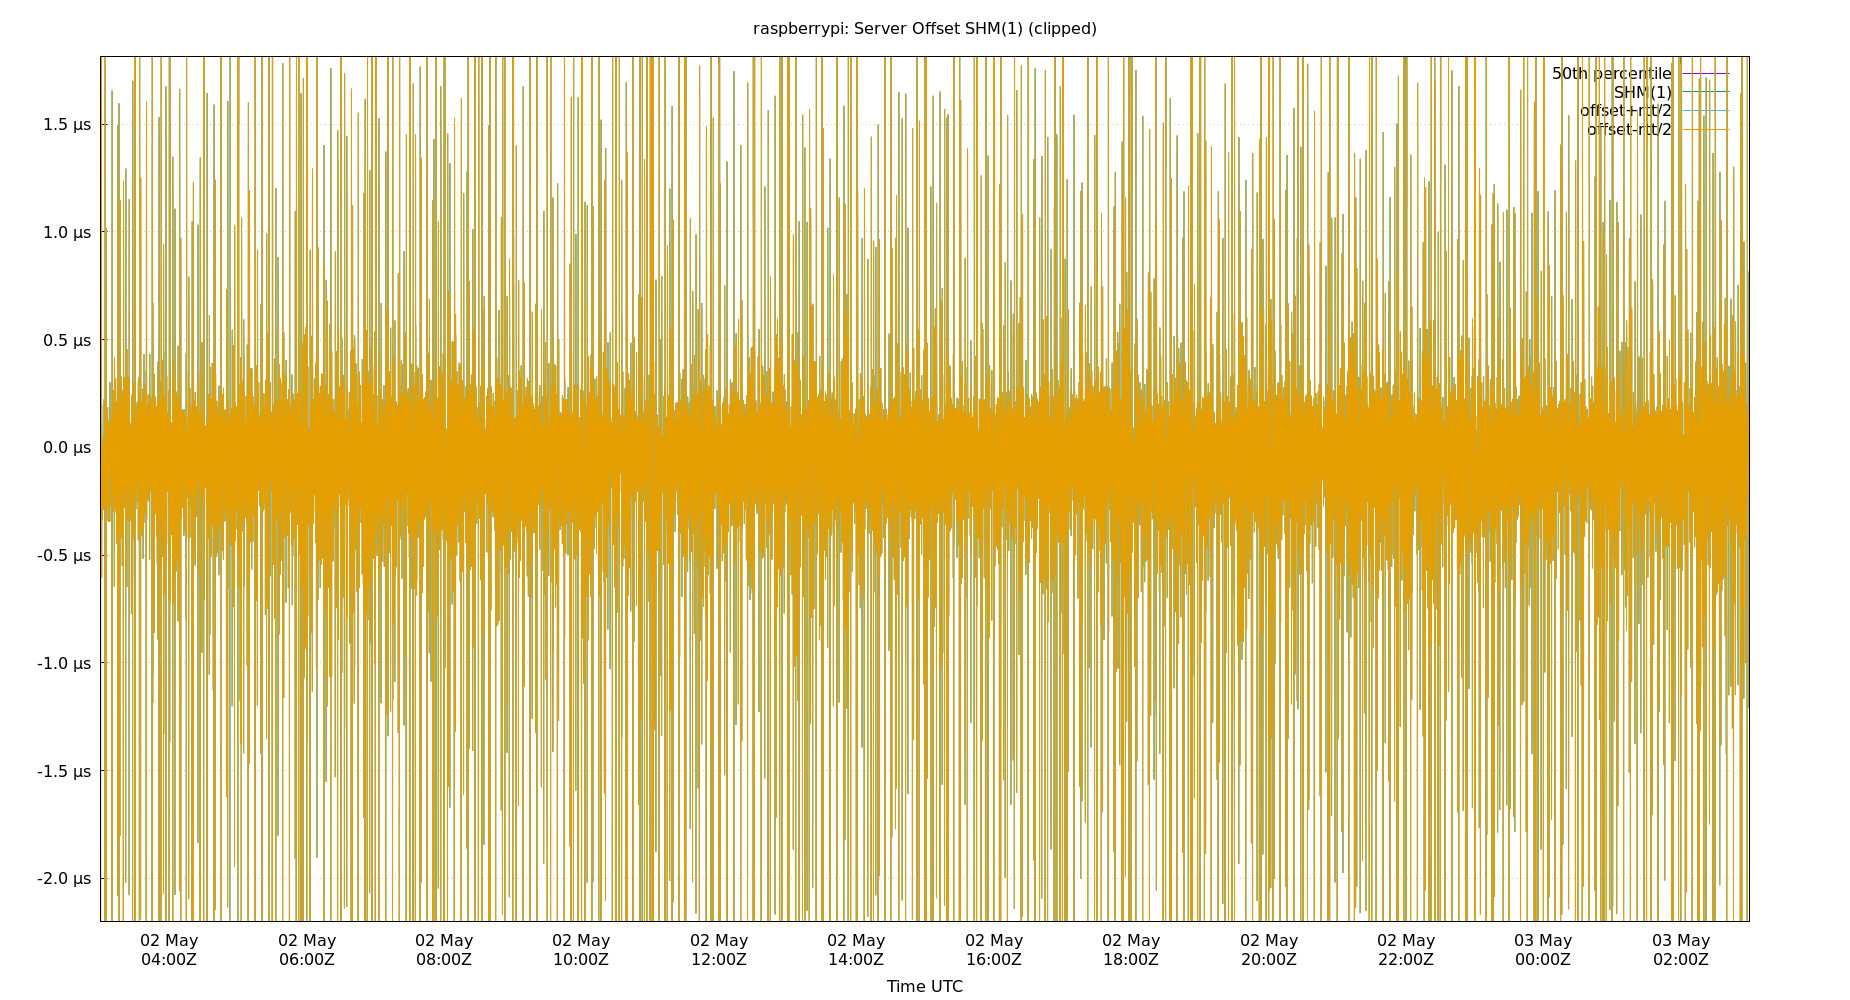 raspberrypi: Server Offset SHM(1) (clipped)
50th percentile
SHM(1)
offset+rtt/2
offset-rtt/2
1.5 µs
1.0 µs
0.5 µs
0.0 µs
-0.5 µs
-1.0 µs
-1.5 µs
-2.0 µs
02 May 02 May 02 May 02 May 02 May 02 May 02 May 02 May 02 May 02 May 03 May 03 May
04:00Z 06:00Z 08:00Z 10:00Z 12:00Z 14:00Z 16:00Z 18:00Z 20:00Z 22:00Z 00:00Z 02:00Z
Time UTC